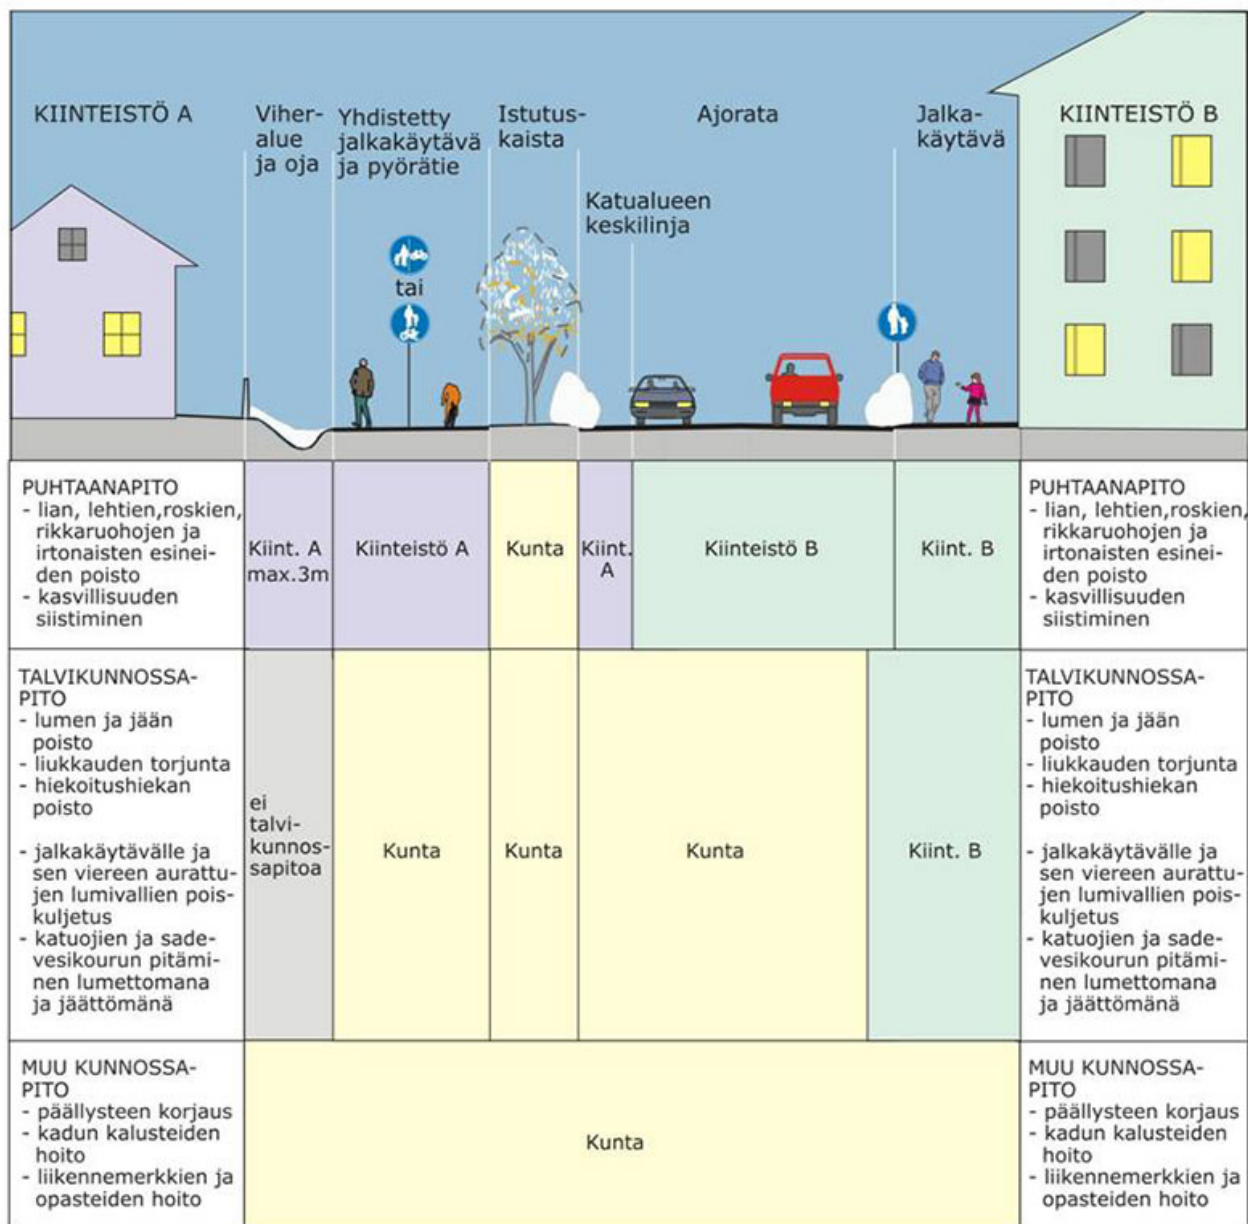 KIINTEISTÖ A
Viher-
alue
ja oja
Yhdistetty
jalkakäytävä
ja pyörätie
Istutus-
kaista
Ajorata
Jalka-
käytävä
KIINTEISTÖ B
Katualueen
keskilinja
tai
PUHTAANAPITO
- lian, lehtien,roskien,
rikkaruohojen ja
irtonaisten esinei-
den poisto
- kasvillisuuden
siistiminen
Kiint. A
max.3m
Kiinteistö A
Kunta
Kiint.
A
Kiinteistö B
Kiint. B
PUHTAANAPITO
- lian, lehtien,roskien,
rikkaruohojen ja
irtonaisten esinei-
den poisto
- kasvillisuuden
siistiminen
TALVIKUNNOSSA-
PITO
- lumen ja jään
poisto
- liukkauden torjunta
- hiekoitushiekan
poisto
- jalkakäytävälle ja
sen viereen aurattu-
jen lumivallien pois-
kuljetus
- katuojien ja sade-
vesikourun pitämi-
nen lumettomana
ja jäättömänä
ei
talvi-
kunnos-
sapitoa
Kunta
Kunta
Kunta
Kiint. B
TALVIKUNNOSSA-
PITO
- lumen ja jään
poisto
- liukkauden torjunta
- hiekoitushiekan
poisto
- jalkakäytävälle ja
sen viereen aurattu-
jen lumivallien pois-
kuljetus
- katuojien ja sade-
vesikourun pitämi-
nen lumettomana
ja jäättömänä
MUU KUNNOSSA-
PITO
- päällysteen korjaus
- kadun kalusteiden
hoito
- liikennemerkkien ja
opasteiden hoito
Kunta
MUU KUNNOSSA-
PITO
- päällysteen korjaus
- kadun kalusteiden
hoito
- liikennemerkkien ja
opasteiden hoito